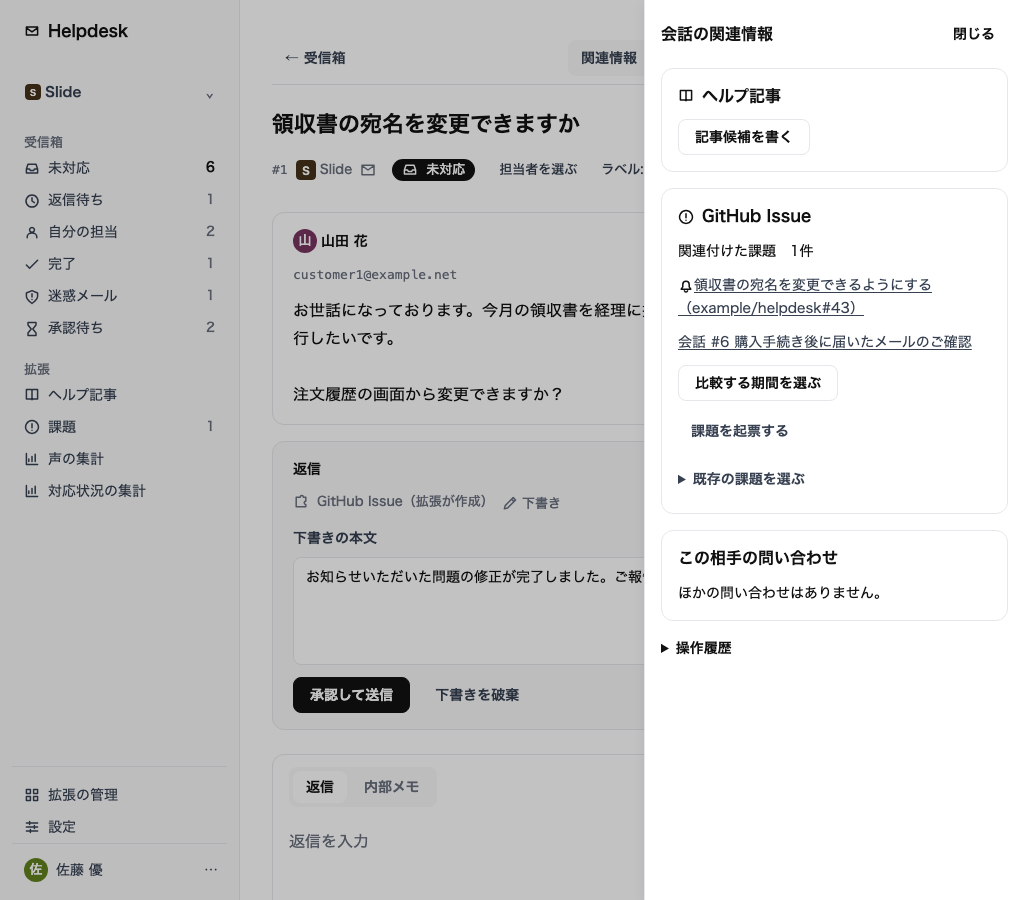 Helpdesk
S Slide
受信箱
未対応 6
返信待ち 1
自分の担当 2
完了 1
迷惑メール 1
承認待ち 2
拡張
ヘルプ記事
課題 1
声の集計
対応状況の集計
拡張の管理
設定
佐 佐藤 優 …
← 受信箱
関連情報
領収書の宛名を変更できますか
#1 S Slide 未対応 担当者を選ぶ ラベル:
山 山田 花
customer1@example.net
お世話になっております。今月の領収書を経理に
行したいです。
注文履歴の画面から変更できますか？
返信
GitHub Issue（拡張が作成） 下書き
下書きの本文
お知らせいただいた問題の修正が完了しました。ご報
承認して送信 下書きを破棄
返信 内部メモ
返信を入力
会話の関連情報 閉じる
ヘルプ記事
記事候補を書く
GitHub Issue
関連付けた課題 1件
領収書の宛名を変更できるようにする
（example/helpdesk#43）
会話 #6 購入手続き後に届いたメールのご確認
比較する期間を選ぶ
課題を起票する
▶ 既存の課題を選ぶ
この相手の問い合わせ
ほかの問い合わせはありません。
▶ 操作履歴